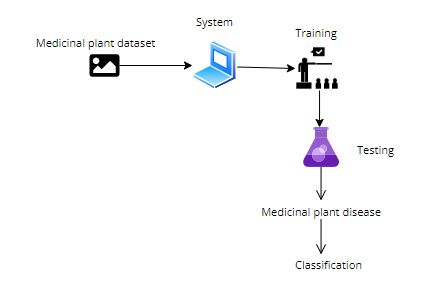 System
Medicinal plant dataset
Training
Testing
Medicinal plant disease
Classification